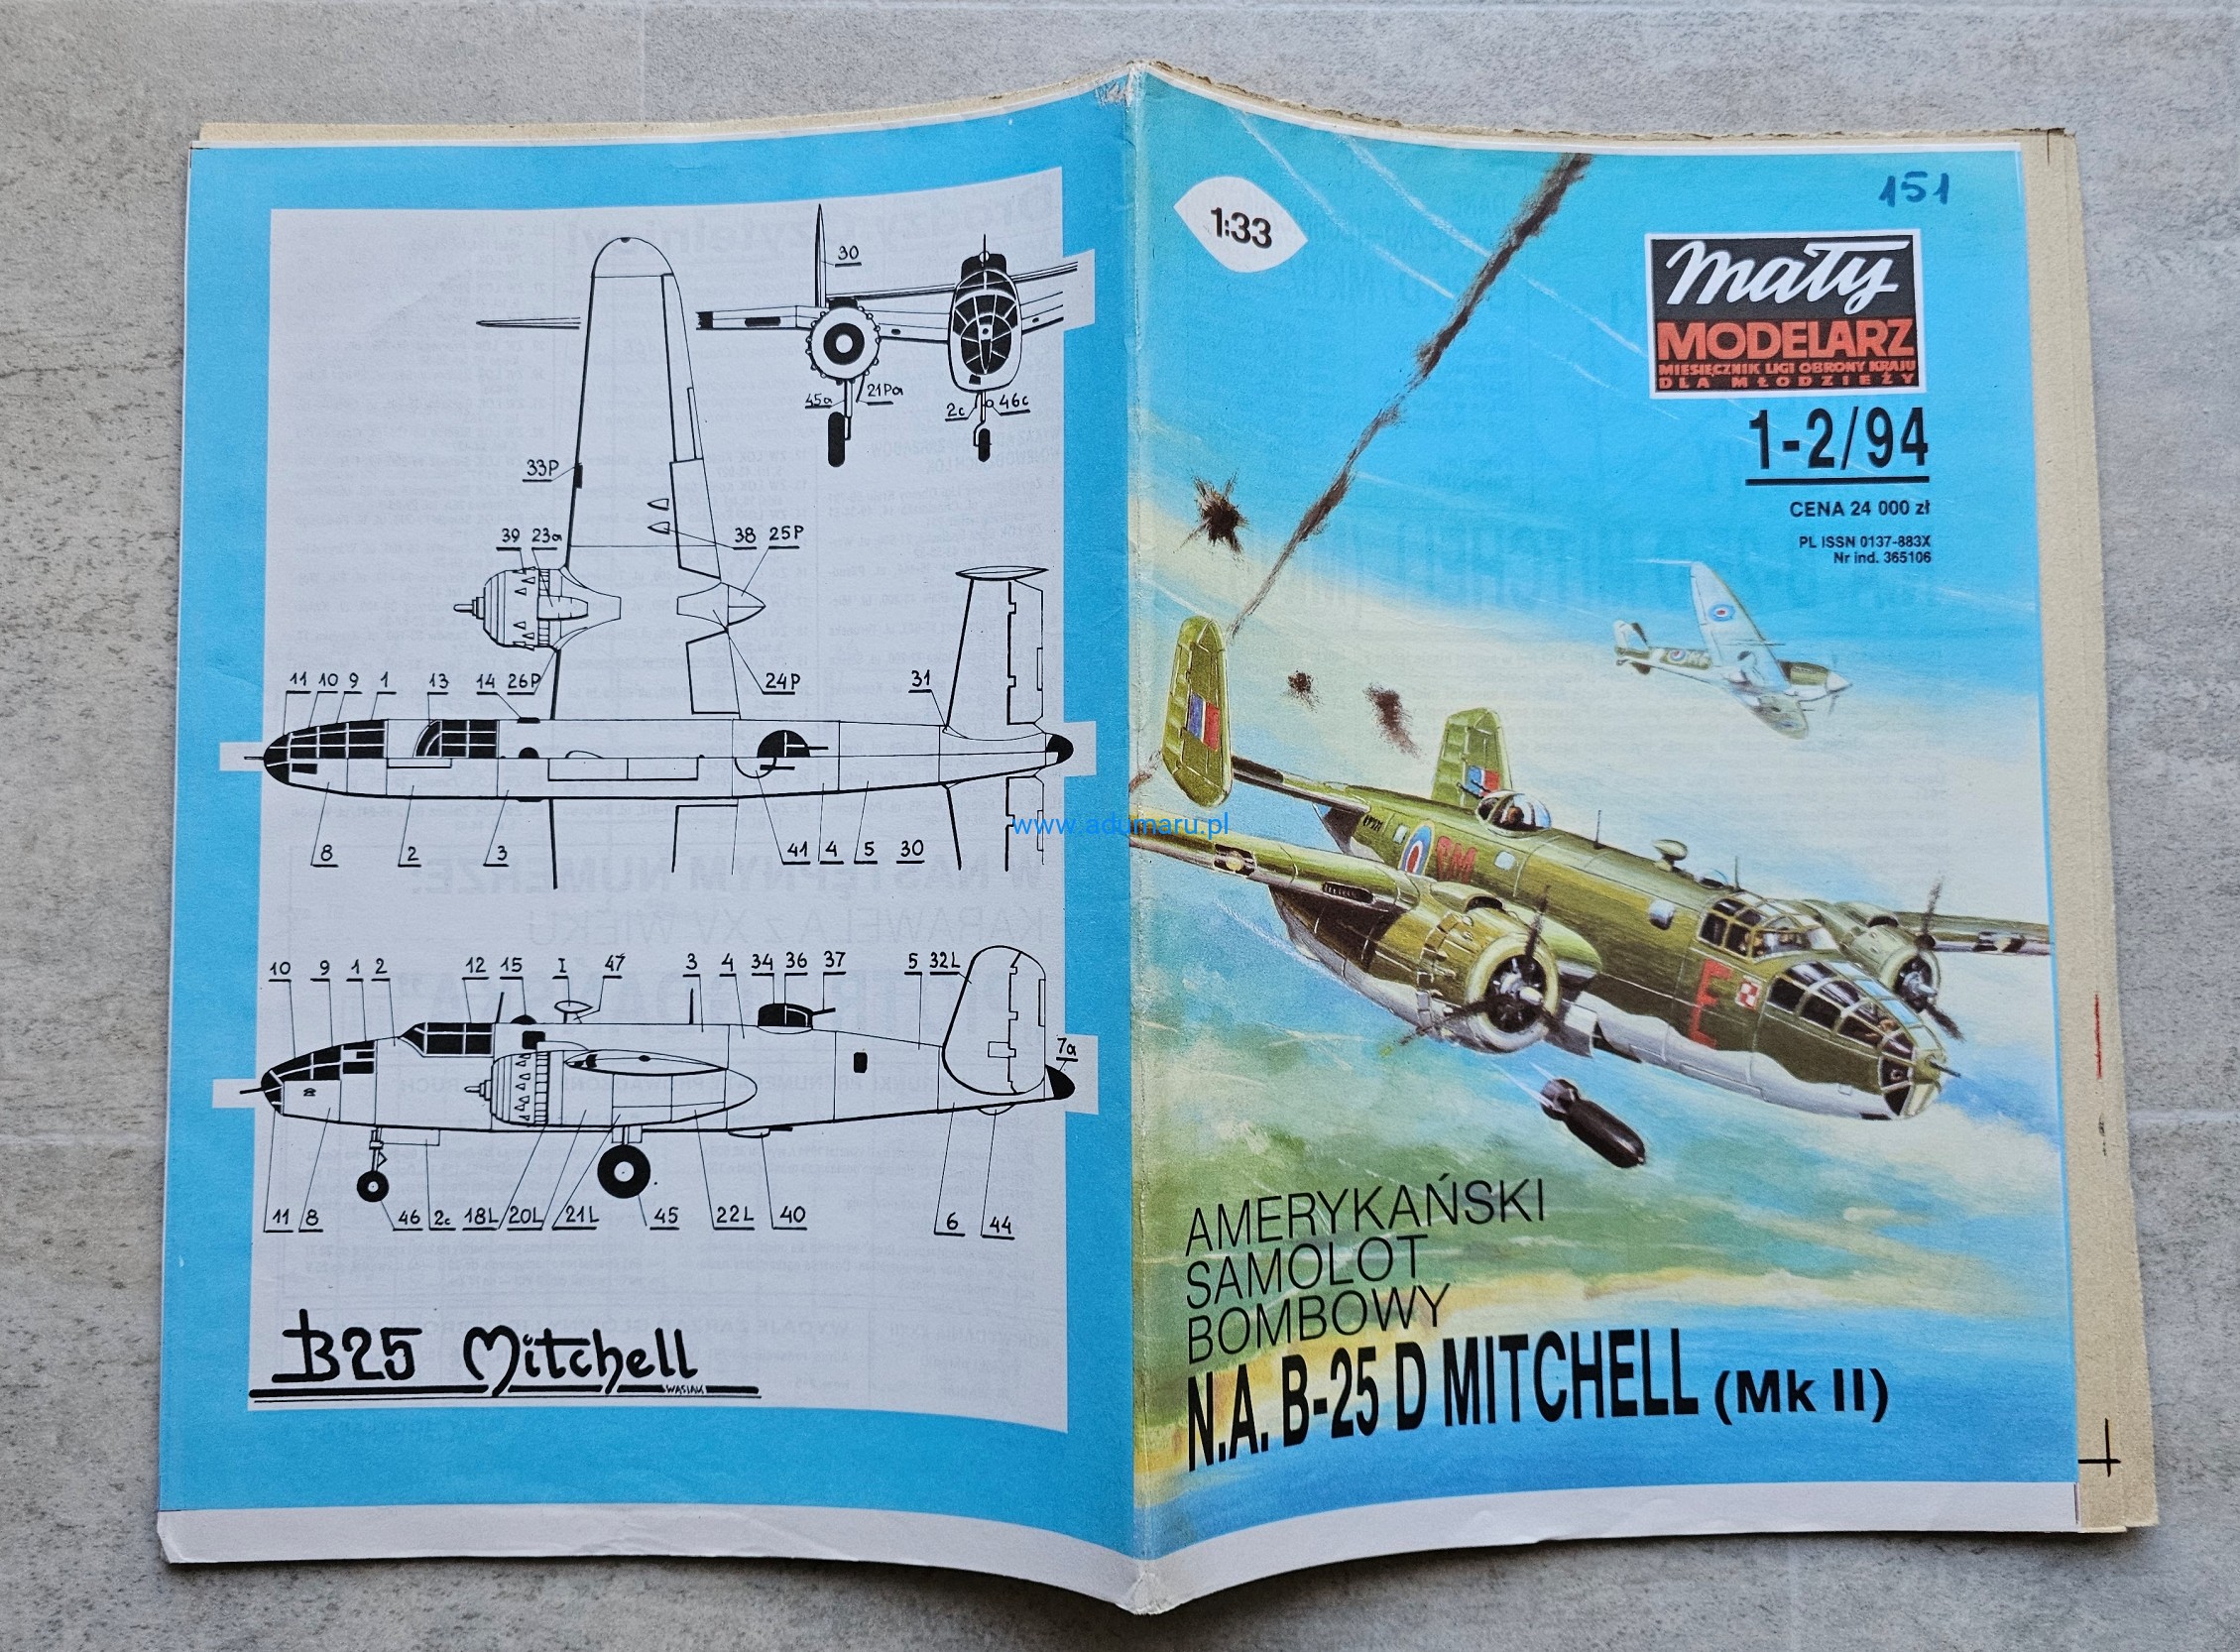 30
45a
21Pa
2c
46c
33P
39
23a
38
25P
11
10
9
1
13
14
26P
24P
31
8
2
3
41
4
5
30
10
9
1
2
12
15
I
47
3
4
34
36
37
5
32L
7a
11
8
46
2c
18L
20L
21L
45
22L
40
6
44
B25 Mitchell
WASIAK
www.adumaru.pl
1:33
151
Mały
MODELARZ
MIESIĘCZNIK LIGI OBRONY KRAJU
DLA MŁODZIEŻY
1-2/94
CENA 24 000 zł
PL ISSN 0137-883X
Nr ind. 365106
E
AMERYKAŃSKI
SAMOLOT
BOMBOWY
N.A. B-25 D MITCHELL (Mk II)